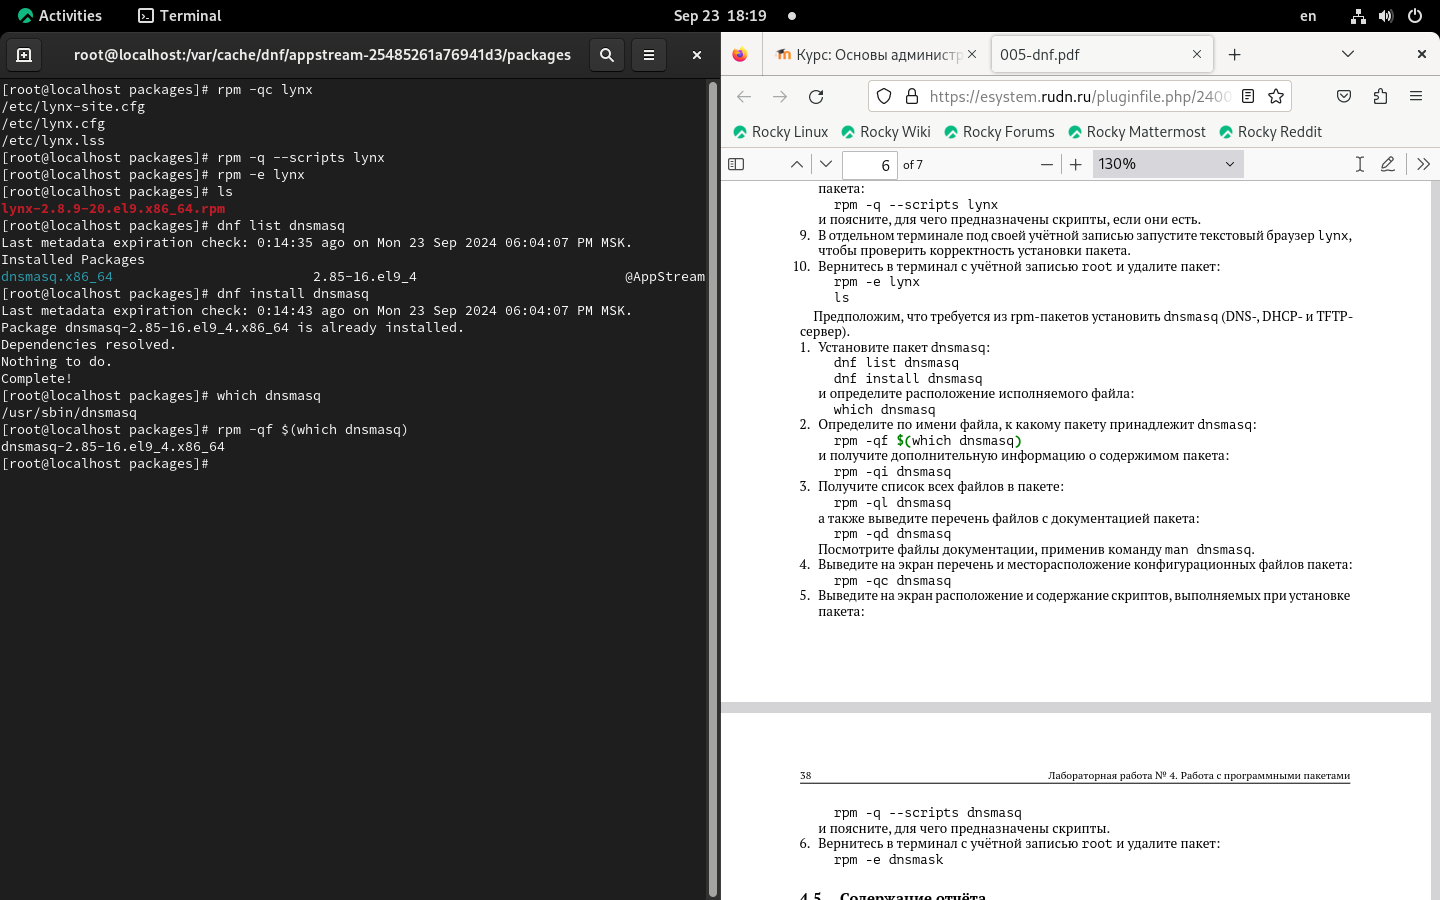 Activities
Terminal
Sep 23 18:19
en
root@localhost:/var/cache/dnf/appstream-25485261a76941d3/packages
[root@localhost packages]# rpm -qc lynx
/etc/lynx-site.cfg
/etc/lynx.cfg
/etc/lynx.lss
[root@localhost packages]# rpm -q --scripts lynx
[root@localhost packages]# rpm -e lynx
[root@localhost packages]# ls
lynx-2.8.9-20.el9.x86_64.rpm
[root@localhost packages]# dnf list dnsmasq
Last metadata expiration check: 0:14:35 ago on Mon 23 Sep 2024 06:04:07 PM MSK.
Installed Packages
dnsmasq.x86_64 2.85-16.el9_4 @AppStream
[root@localhost packages]# dnf install dnsmasq
Last metadata expiration check: 0:14:43 ago on Mon 23 Sep 2024 06:04:07 PM MSK.
Package dnsmasq-2.85-16.el9_4.x86_64 is already installed.
Dependencies resolved.
Nothing to do.
Complete!
[root@localhost packages]# which dnsmasq
/usr/sbin/dnsmasq
[root@localhost packages]# rpm -qf $(which dnsmasq)
dnsmasq-2.85-16.el9_4.x86_64
[root@localhost packages]#
Курс: Основы администр
005-dnf.pdf
https://esystem.rudn.ru/pluginfile.php/2400
Rocky Linux
Rocky Wiki
Rocky Forums
Rocky Mattermost
Rocky Reddit
6 of 7
130%
пакета:
rpm -q --scripts lynx
и поясните, для чего предназначены скрипты, если они есть.
9. В отдельном терминале под своей учётной записью запустите текстовый браузер lynx,
чтобы проверить корректность установки пакета.
10. Вернитесь в терминал с учётной записью root и удалите пакет:
rpm -e lynx
ls
Предположим, что требуется из rpm-пакетов установить dnsmasq (DNS-, DHCP- и TFTP-
сервер).
1. Установите пакет dnsmasq:
dnf list dnsmasq
dnf install dnsmasq
и определите расположение исполняемого файла:
which dnsmasq
2. Определите по имени файла, к какому пакету принадлежит dnsmasq:
rpm -qf $(which dnsmasq)
и получите дополнительную информацию о содержимом пакета:
rpm -qi dnsmasq
3. Получите список всех файлов в пакете:
rpm -ql dnsmasq
а также выведите перечень файлов с документацией пакета:
rpm -qd dnsmasq
Посмотрите файлы документации, применив команду man dnsmasq.
4. Выведите на экран перечень и месторасположение конфигурационных файлов пакета:
rpm -qc dnsmasq
5. Выведите на экран расположение и содержание скриптов, выполняемых при установке
пакета:
38 Лабораторная работа № 4. Работа с программными пакетами
rpm -q --scripts dnsmasq
и поясните, для чего предназначены скрипты.
6. Вернитесь в терминал с учётной записью root и удалите пакет:
rpm -e dnsmask
4.5. Содержание отчёта